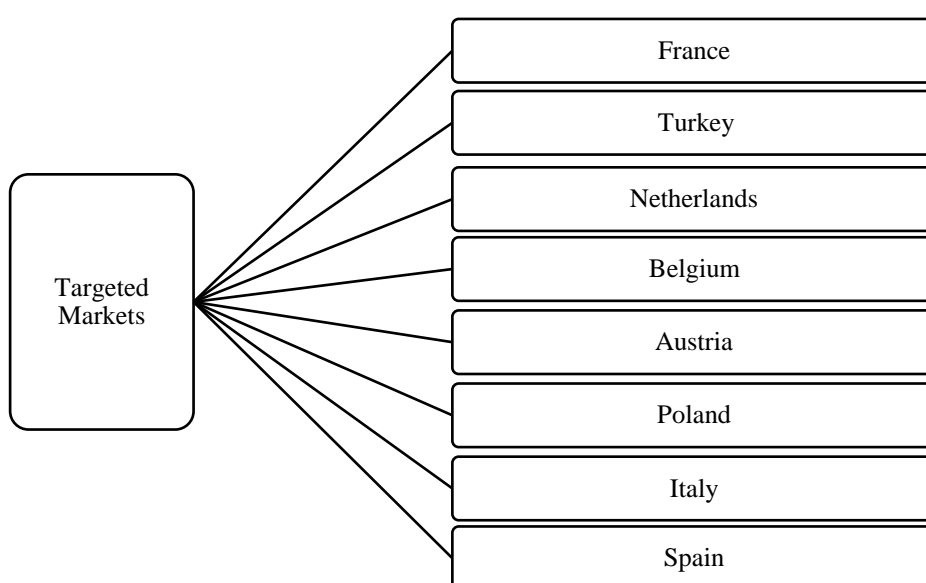 Targeted
Markets
France
Turkey
Netherlands
Belgium
Austria
Poland
Italy
Spain